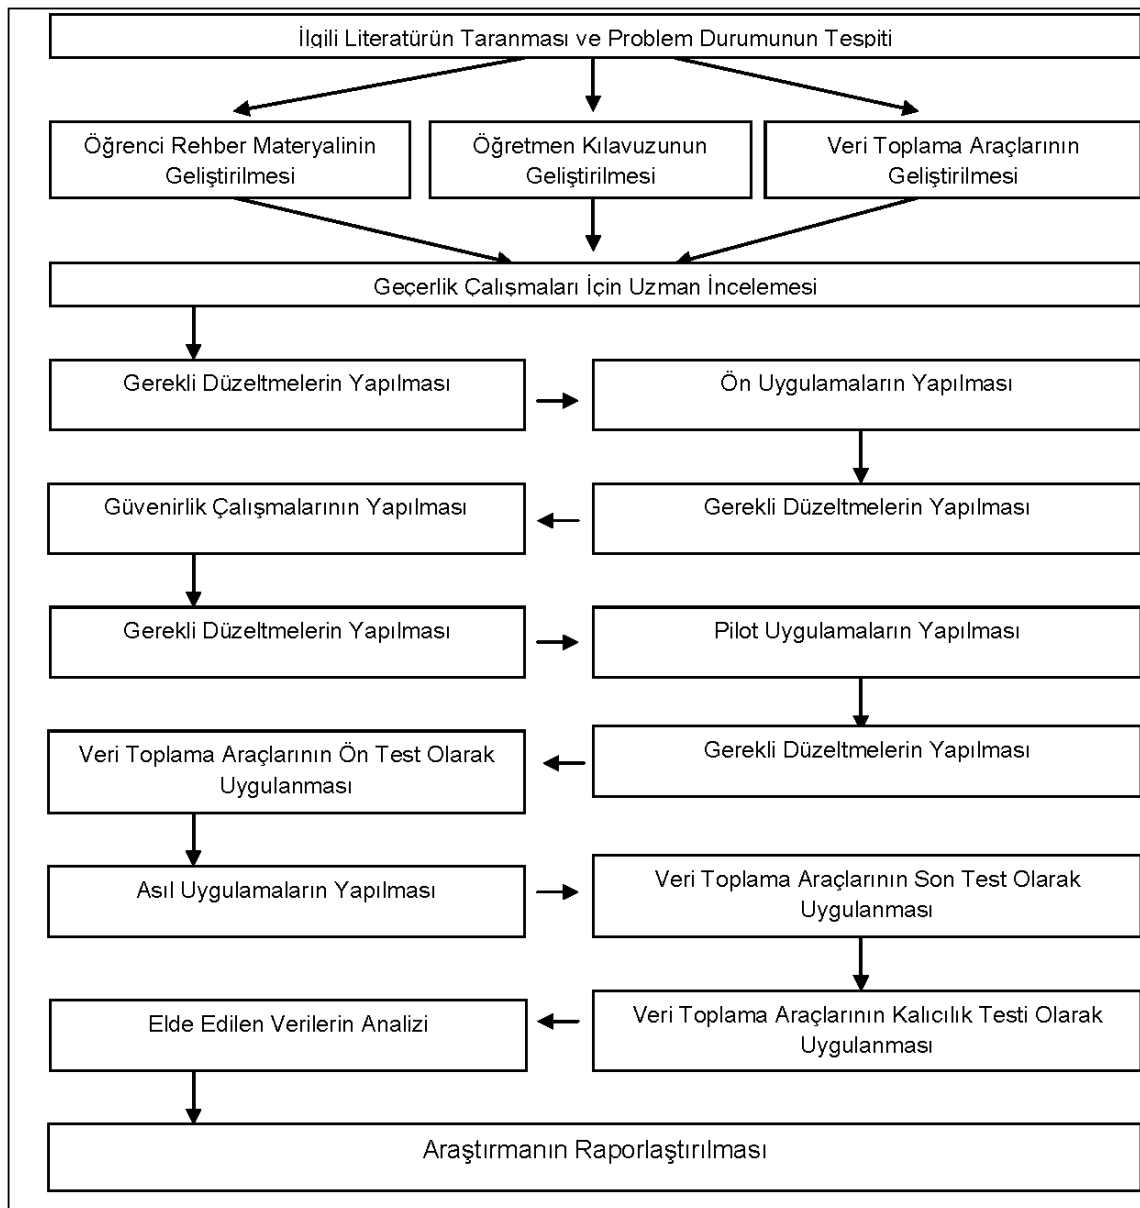 İlgili Literatürün Taranması ve Problem Durumunun Tespiti
Öğrenci Rehber Materyalinin
Geliştirilmesi
Öğretmen Kılavuzunun
Geliştirilmesi
Veri Toplama Araçlarının
Geliştirilmesi
Geçerlik Çalışmaları İçin Uzman İncelemesi
Gerekli Düzeltmelerin Yapılması
Ön Uygulamaların Yapılması
Güvenirlik Çalışmalarının Yapılması
Gerekli Düzeltmelerin Yapılması
Gerekli Düzeltmelerin Yapılması
Pilot Uygulamaların Yapılması
Veri Toplama Araçlarının Ön Test Olarak
Uygulanması
Gerekli Düzeltmelerin Yapılması
Asıl Uygulamaların Yapılması
Veri Toplama Araçlarının Son Test Olarak
Uygulanması
Elde Edilen Verilerin Analizi
Veri Toplama Araçlarının Kalıcılık Testi Olarak
Uygulanması
Araştırmanın Raporlaştırılması